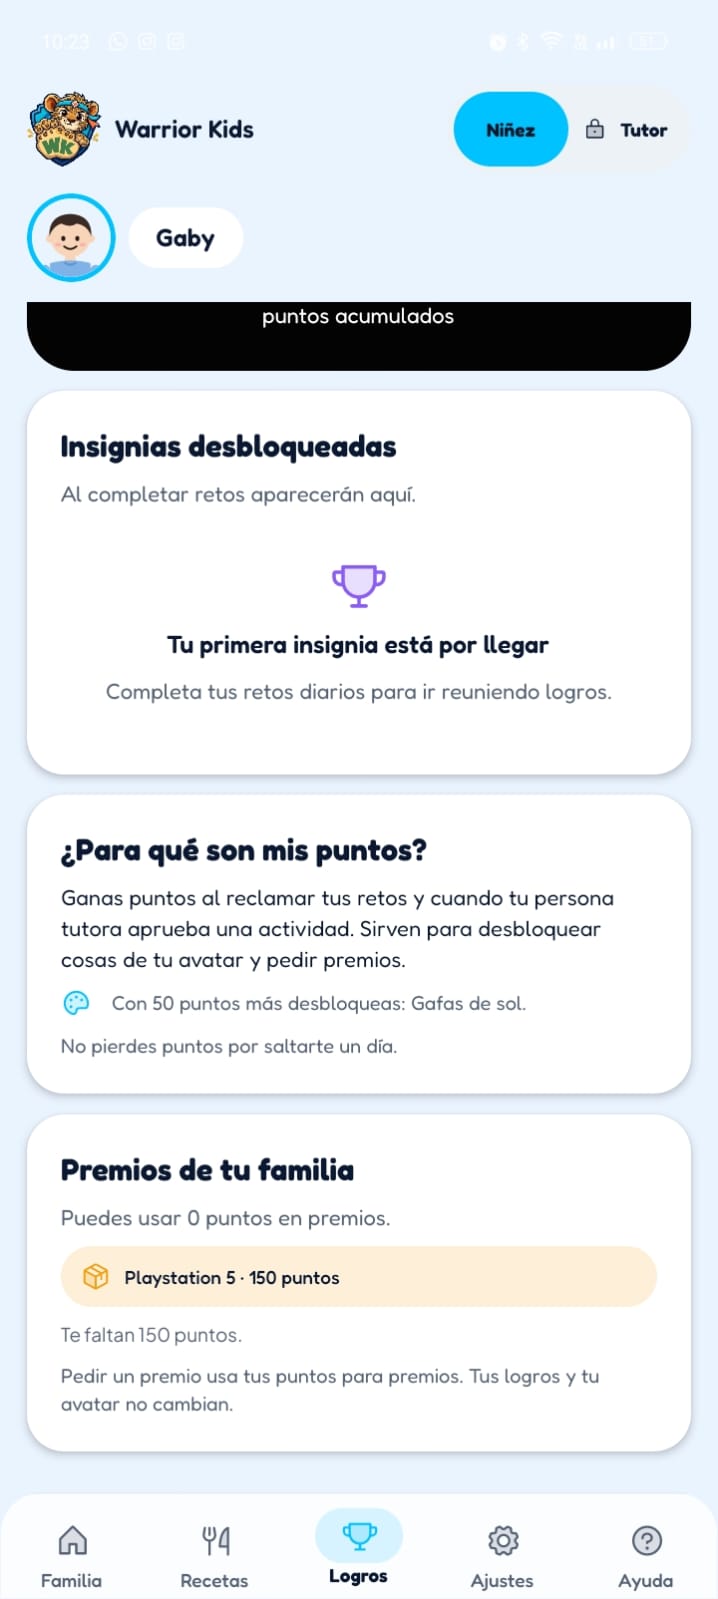 10:23
WK
Warrior Kids
Niñez
Tutor
Gaby
puntos acumulados
Insignias desbloqueadas
Al completar retos aparecerán aquí.
Tu primera insignia está por llegar
Completa tus retos diarios para ir reuniendo logros.
¿Para qué son mis puntos?
Ganas puntos al reclamar tus retos y cuando tu persona
tutora aprueba una actividad. Sirven para desbloquear
cosas de tu avatar y pedir premios.
Con 50 puntos más desbloqueas: Gafas de sol.
No pierdes puntos por saltarte un día.
Premios de tu familia
Puedes usar 0 puntos en premios.
Playstation 5 · 150 puntos
Te faltan 150 puntos.
Pedir un premio usa tus puntos para premios. Tus logros y tu
avatar no cambian.
Familia
Recetas
Logros
Ajustes
Ayuda